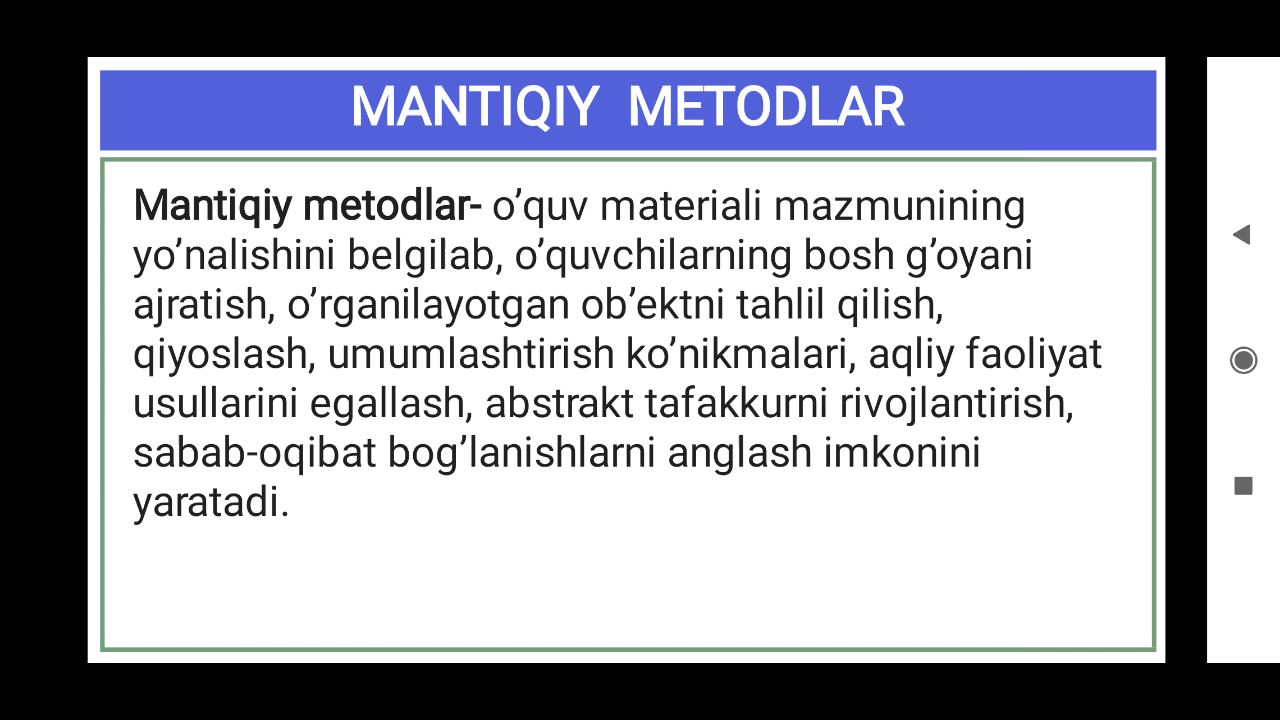 MANTIQIY METODLAR
Mantiqiy metodlar- o’quv materiali mazmunining
yo’nalishini belgilab, o’quvchilarning bosh g’oyani
ajratish, o’rganilayotgan ob’ektni tahlil qilish,
qiyoslash, umumlashtirish ko’nikmalari, aqliy faoliyat
usullarini egallash, abstrakt tafakkurni rivojlantirish,
sabab-oqibat bog’lanishlarni anglash imkonini
yaratadi.